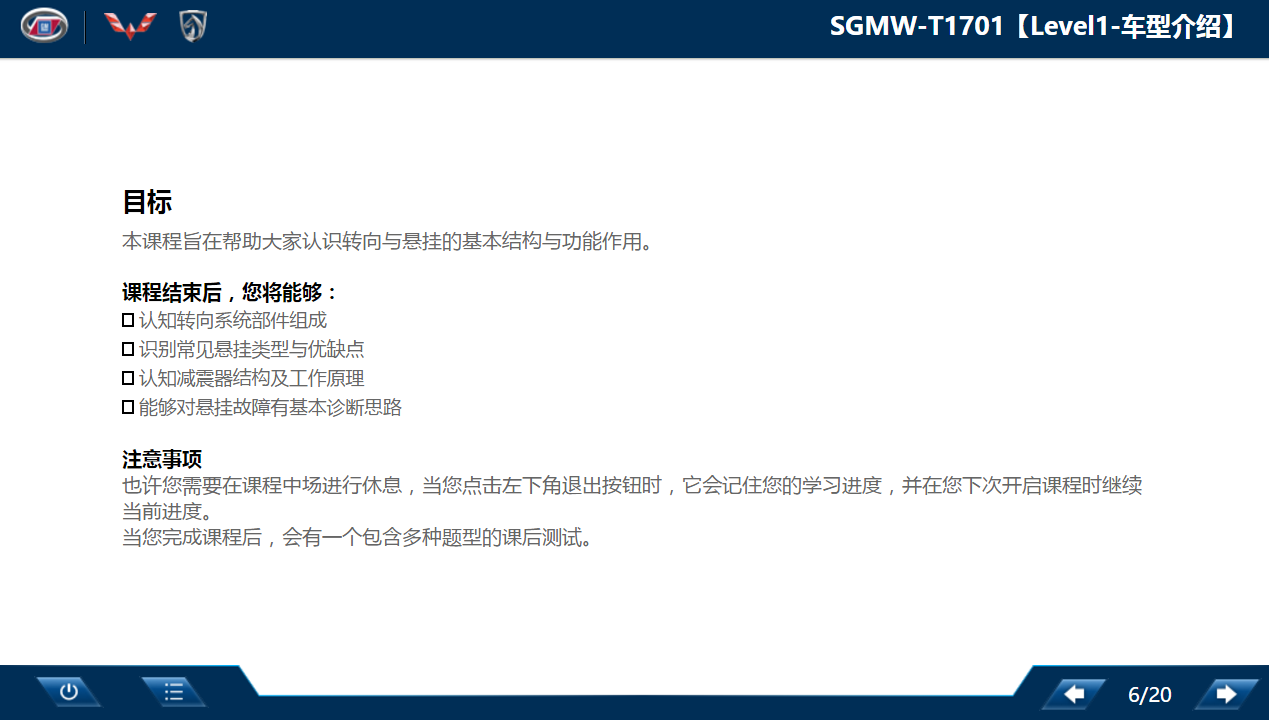 SGMW-T1701【Level1-车型介绍】
目标
本课程旨在帮助大家认识转向与悬挂的基本结构与功能作用。
课程结束后，您将能够：
认知转向系统部件组成
识别常见悬挂类型与优缺点
认知减震器结构及工作原理
能够对悬挂故障有基本诊断思路
注意事项
也许您需要在课程中场进行休息，当您点击左下角退出按钮时，它会记住您的学习进度，并在您下次开启课程时继续
当前进度。
当您完成课程后，会有一个包含多种题型的课后测试。
6/20